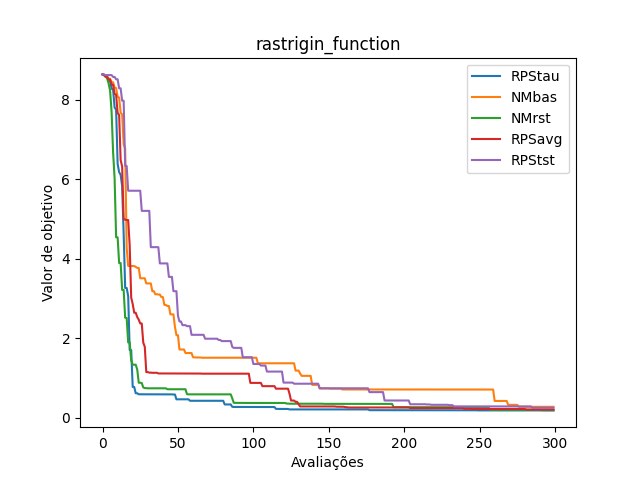 rastrigin_function
RPStau
NMbas
NMrst
RPSavg
RPStst
Valor de objetivo
8
6
4
2
0
0 50 100 150 200 250 300
Avaliações